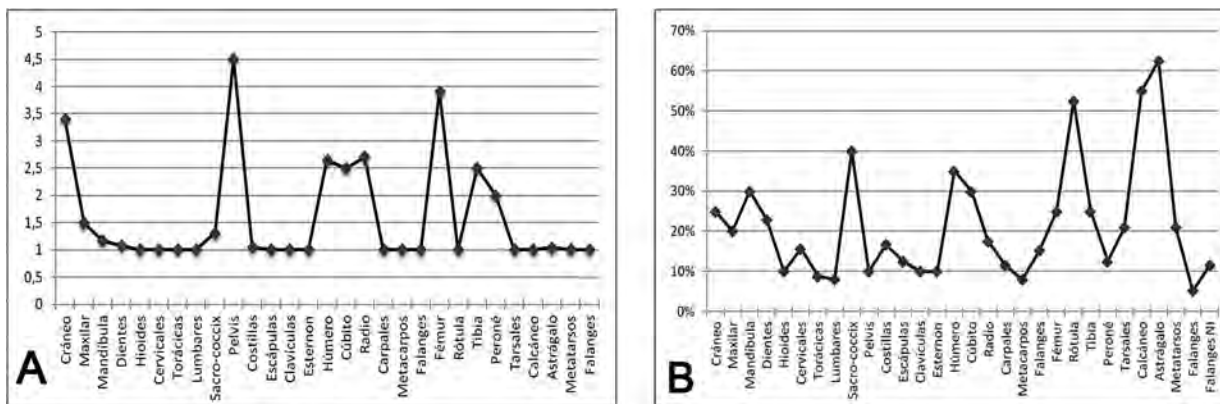 5
4,5
4
3,5
3
2,5
2
1,5
1
0,5
0
Cráneo
Maxilar
Mandíbula
Dientes
Hioides
Cervicales
Torácicas
Lumbares
Sacro-coccix
Pelvis
Costillas
Escápulas
Clavículas
Esternon
Húmero
Cúbito
Radio
Carpales
Metacarpos
Falanges
Fémur
Rótula
Tibia
Peroné
Tarsales
Calcáneo
Astrágalo
Metatarsos
Falanges
A
70%
60%
50%
40%
30%
20%
10%
0%
Cráneo
Maxilar
Mandíbula
Dientes
Hioides
Cervicales
Torácicas
Lumbares
Sacro-coccix
Pelvis
Costillas
Escápulas
Clavículas
Esternon
Húmero
Cúbito
Radio
Carpales
Metacarpos
Falanges
Fémur
Rótula
Tibia
Peroné
Tarsales
Calcáneo
Astrágalo
Metatarsos
Falanges
Falanges NI
B